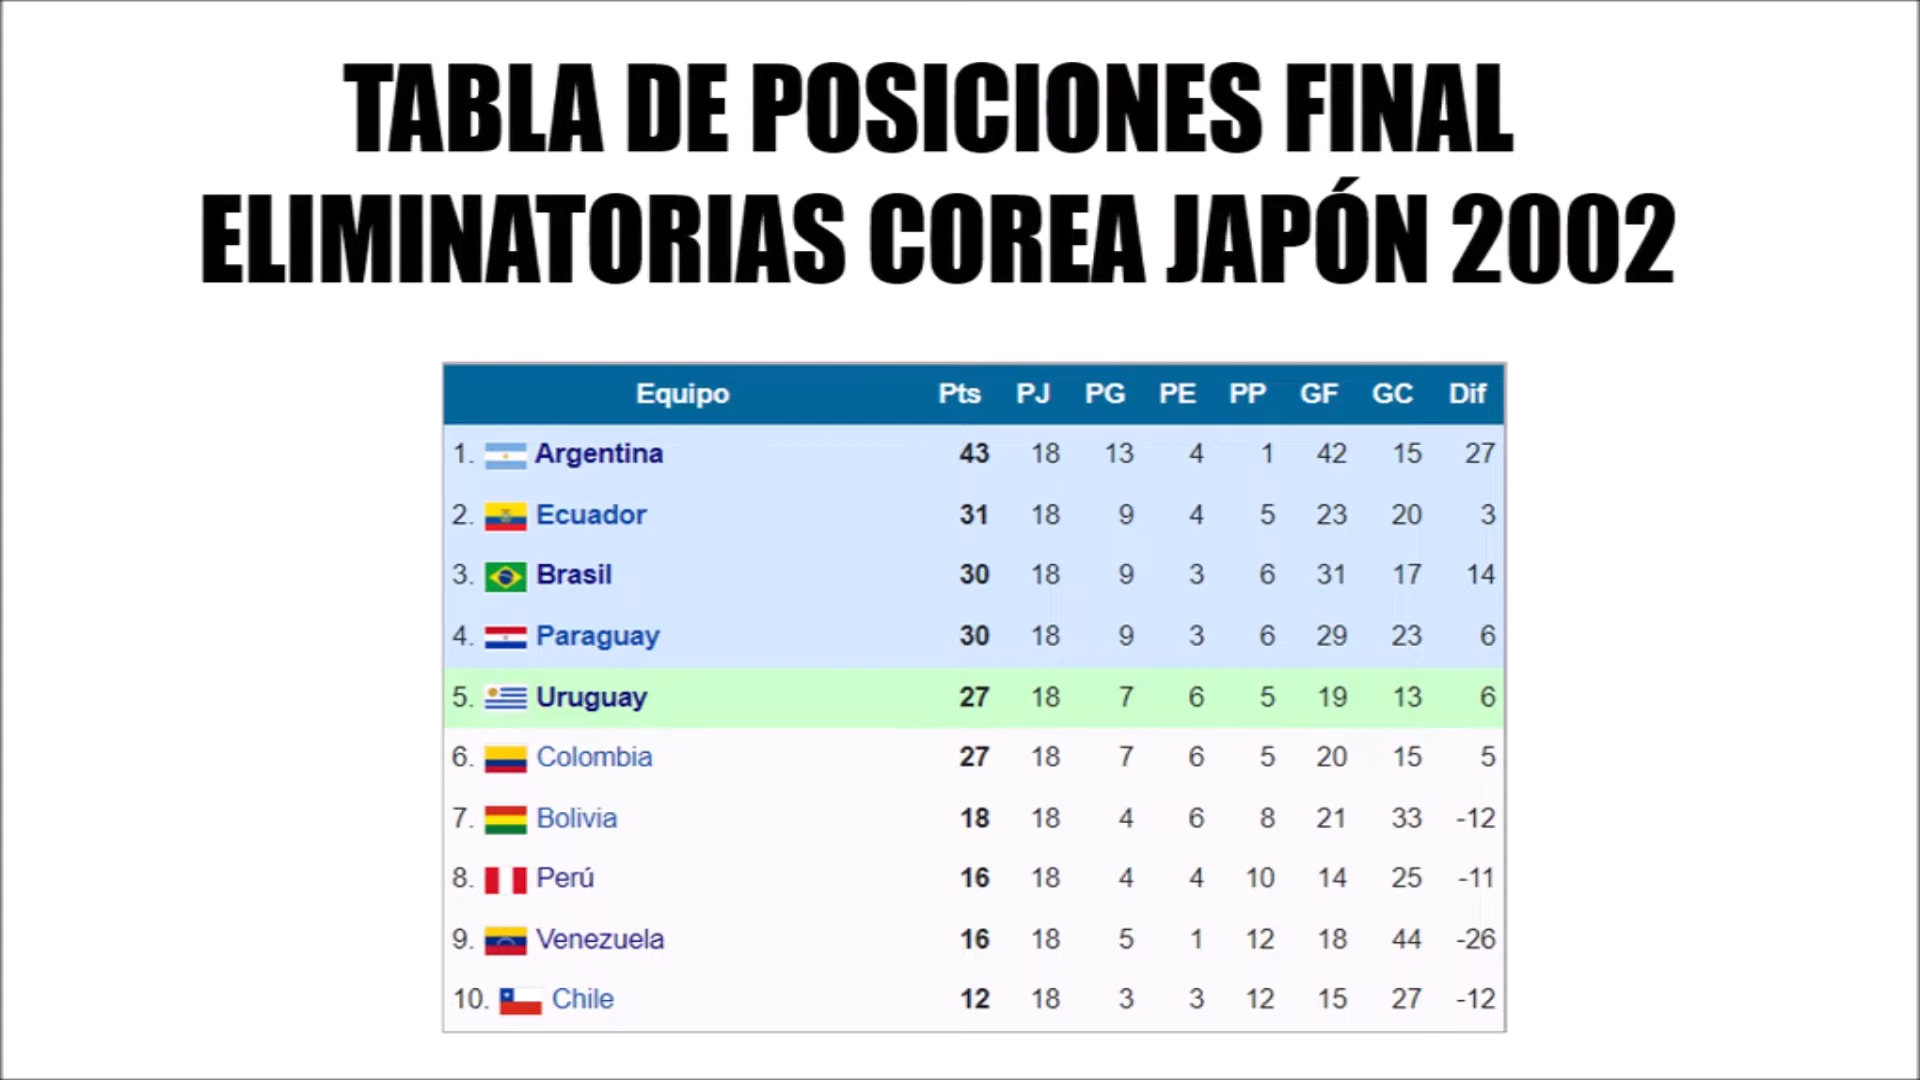 TABLA DE POSICIONES FINAL
ELIMINATORIAS COREA JAPÓN 2002
Equipo Pts PJ PG PE PP GF GC Dif
1. Argentina 43 18 13 4 1 42 15 27
2. Ecuador 31 18 9 4 5 23 20 3
3. Brasil 30 18 9 3 6 31 17 14
4. Paraguay 30 18 9 3 6 29 23 6
5. Uruguay 27 18 7 6 5 19 13 6
6. Colombia 27 18 7 6 5 20 15 5
7. Bolivia 18 18 4 6 8 21 33 -12
8. Perú 16 18 4 4 10 14 25 -11
9. Venezuela 16 18 5 1 12 18 44 -26
10. Chile 12 18 3 3 12 15 27 -12